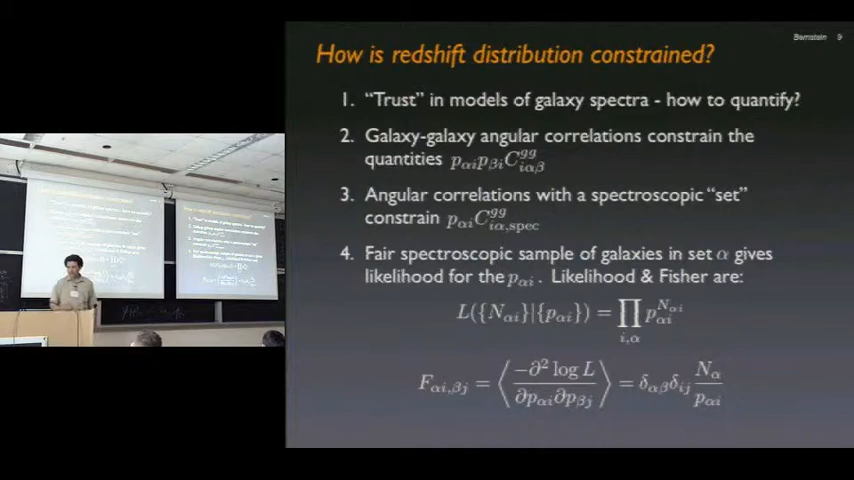 Bernstein 9
How is redshift distribution constrained?
1. “Trust” in models of galaxy spectra - how to quantify?
2. Galaxy-galaxy angular correlations constrain the
quantities p_{αi}p_{βi}C^{gg}_{iαβ}
3. Angular correlations with a spectroscopic “set”
constrain p_{αi}C^{gg}_{iα,spec}
4. Fair spectroscopic sample of galaxies in set α gives
likelihood for the p_{αi} . Likelihood & Fisher are:
L({N_{αi}}|{p_{αi}}) = ∏_{i,α} p_{αi}^{N_{αi}}
F_{αi,βj} = ⟨ −∂² log L / ∂p_{αi}∂p_{βj} ⟩ = δ_{αβ}δ_{ij} N_α / p_{αi}